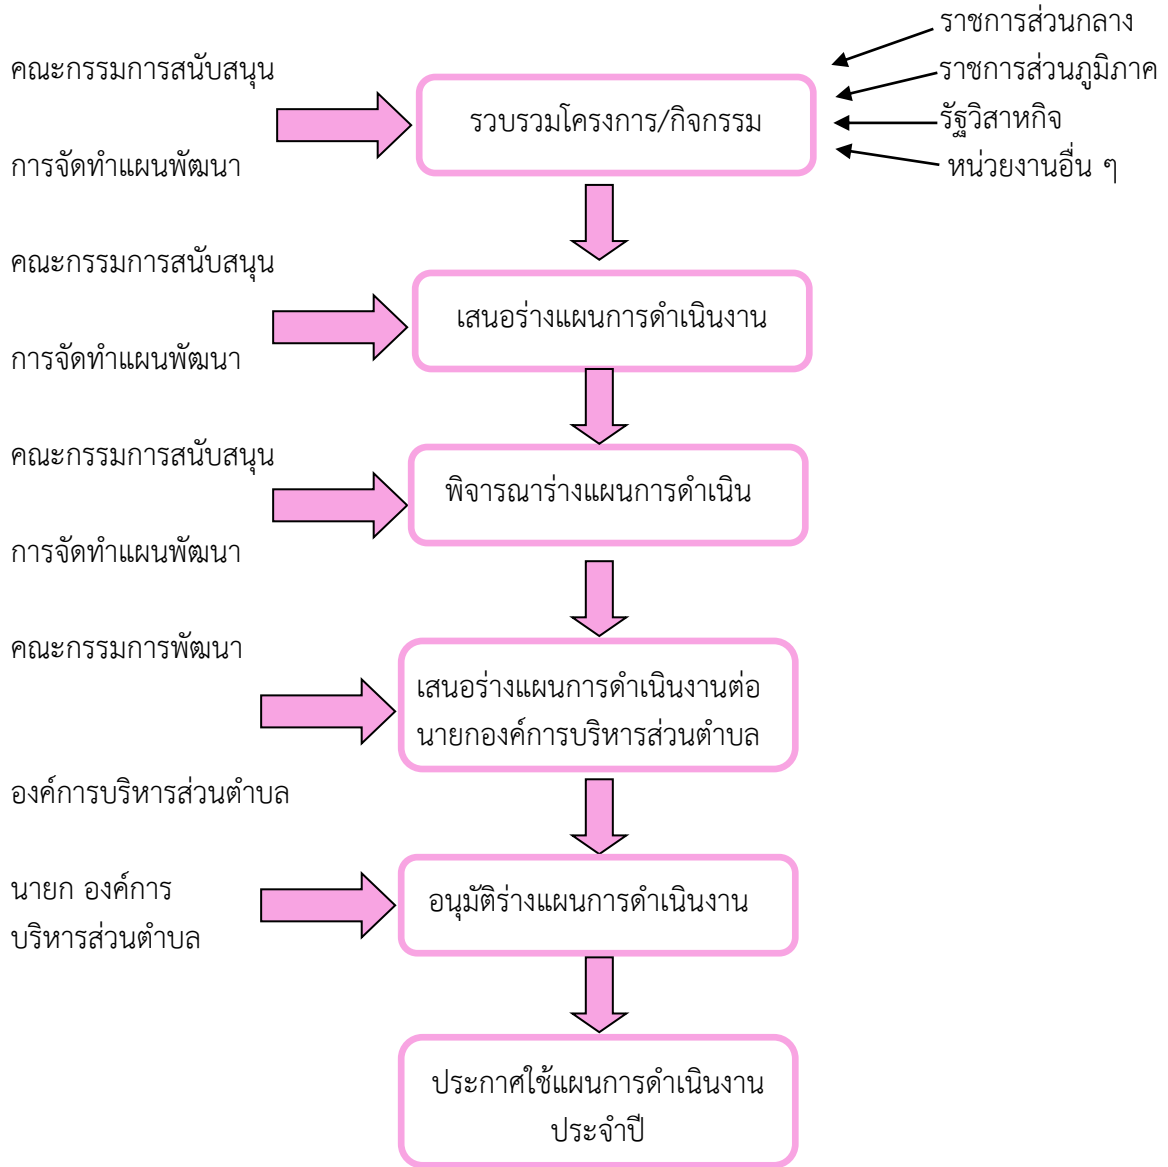 ราชการส่วนกลาง
คณะกรรมการสนับสนุน
ราชการส่วนภูมิภาค
รวบรวมโครงการ/กิจกรรม
รัฐวิสาหกิจ
การจัดทำแผนพัฒนา
หน่วยงานอื่น ๆ
คณะกรรมการสนับสนุน
เสนอร่างแผนการดำเนินงาน
การจัดทำแผนพัฒนา
คณะกรรมการสนับสนุน
พิจารณาร่างแผนการดำเนิน
การจัดทำแผนพัฒนา
คณะกรรมการพัฒนา
เสนอร่างแผนการดำเนินงานต่อ
นายกองค์การบริหารส่วนตำบล
องค์การบริหารส่วนตำบล
นายก องค์การ
บริหารส่วนตำบล
อนุมัติร่างแผนการดำเนินงาน
ประกาศใช้แผนการดำเนินงาน
ประจำปี